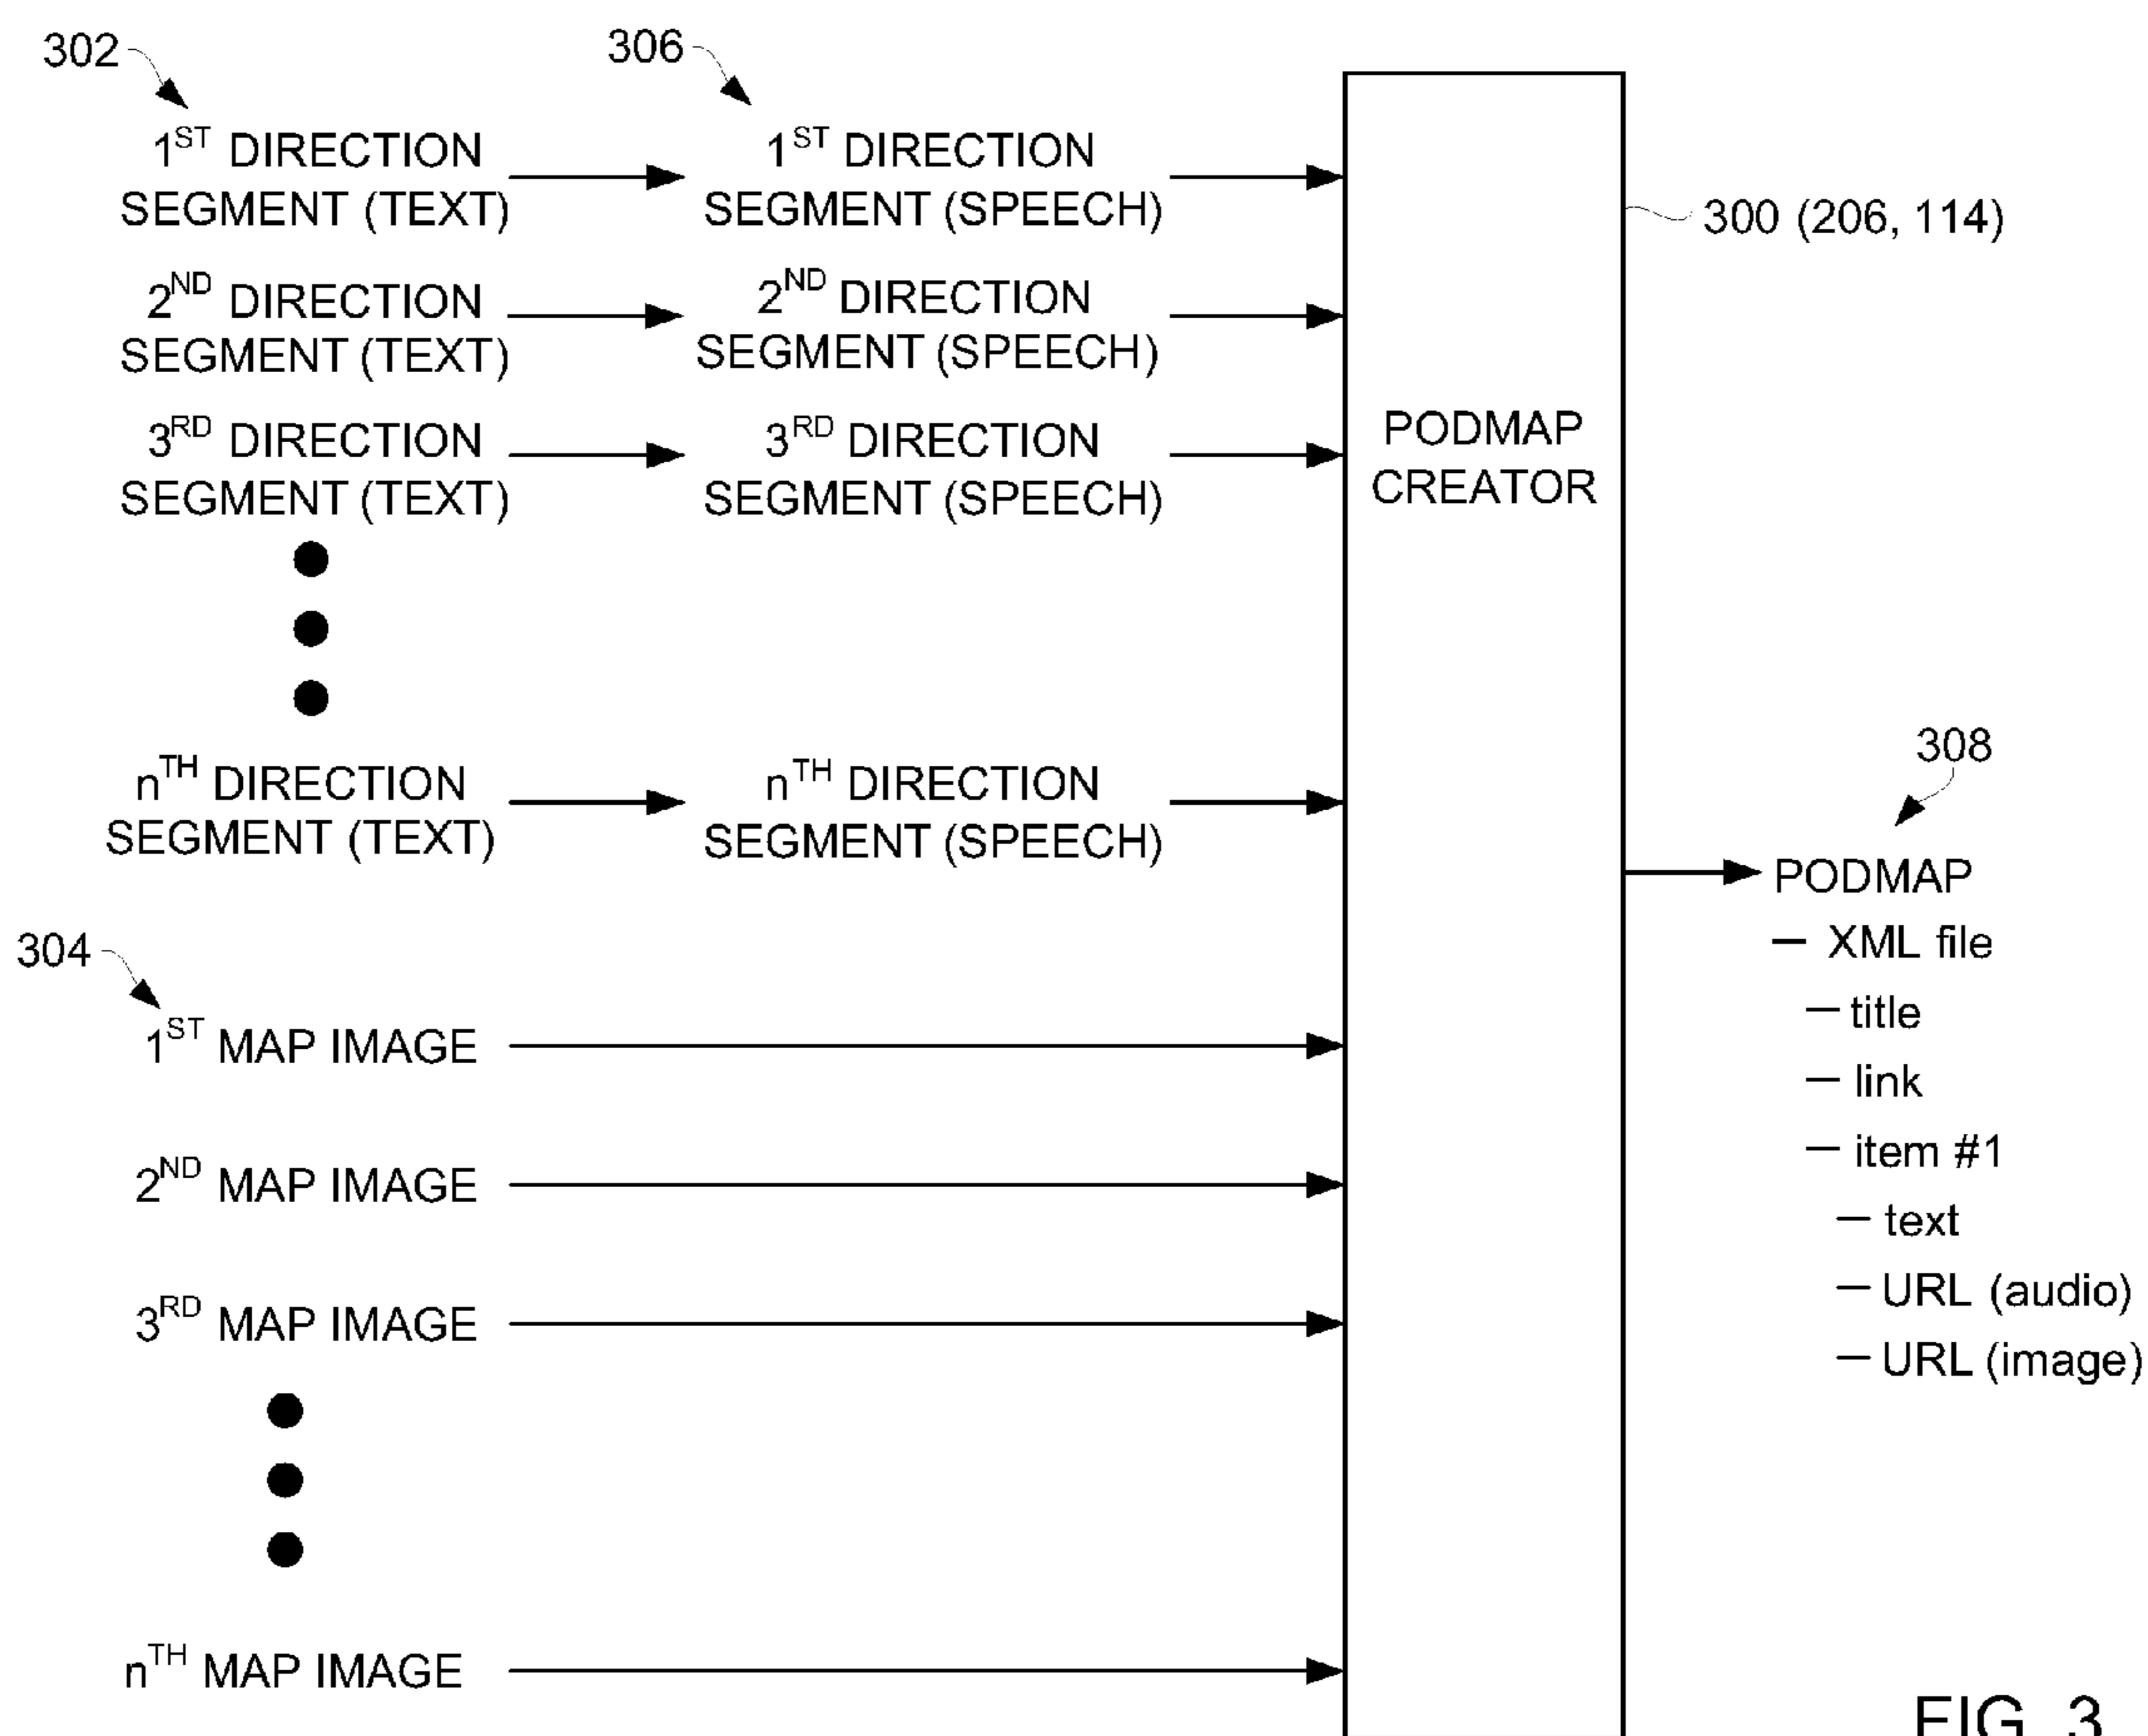 302
306
1ST DIRECTION
SEGMENT (TEXT)
1ST DIRECTION
SEGMENT (SPEECH)
300 (206, 114)
2ND DIRECTION
SEGMENT (TEXT)
2ND DIRECTION
SEGMENT (SPEECH)
3RD DIRECTION
SEGMENT (TEXT)
3RD DIRECTION
SEGMENT (SPEECH)
PODMAP
CREATOR
nTH DIRECTION
SEGMENT (TEXT)
nTH DIRECTION
SEGMENT (SPEECH)
308
PODMAP
— XML file
— title
— link
— item #1
— text
— URL (audio)
— URL (image)
304
1ST MAP IMAGE
2ND MAP IMAGE
3RD MAP IMAGE
nTH MAP IMAGE
FIG. 3